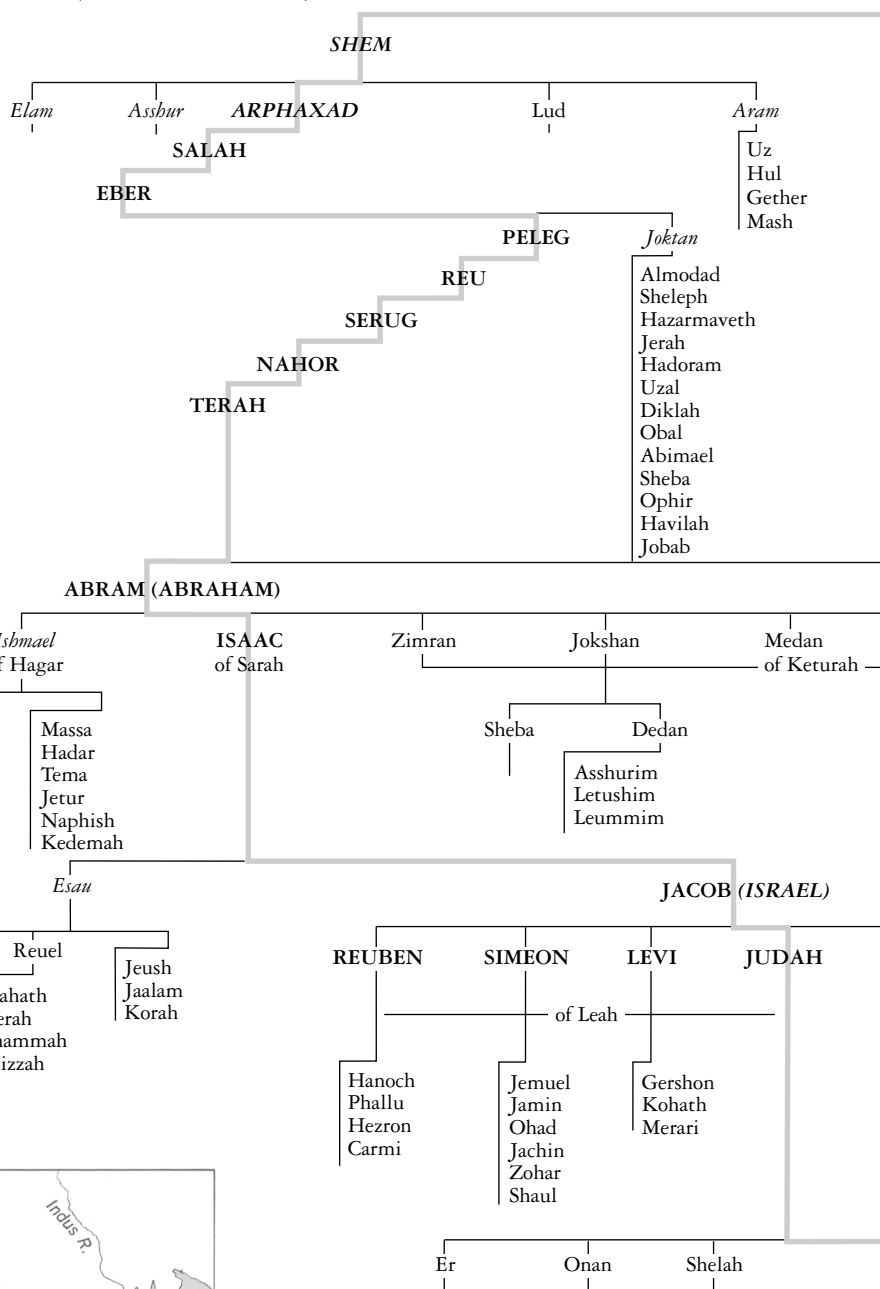 SHEM
Elam Asshur ARPHAXAD Lud Aram
SALAH
Uz
Hul
Gether
Mash
EBER
PELEG Joktan
REU
SERUG
NAHOR
TERAH
Almodad
Sheleph
Hazarmaveth
Jerah
Hadoram
Uzal
Diklah
Obal
Abimael
Sheba
Ophir
Havilah
Jobab
ABRAM (ABRAHAM)
Ishmael ISAAC Zimran Jokshan Medan
of Hagar of Sarah of Keturah
Sheba Dedan
Massa
Hadar
Tema
Jetur
Naphish
Kedemah
Asshurim
Letushim
Leummim
Esau
JACOB (ISRAEL)
Reuel
REUBEN SIMEON LEVI JUDAH
Jeush
Jaalam
Korah
of Leah
izzah
Hanoch
Phallu
Hezron
Carmi
Jemuel
Jamin
Ohad
Jachin
Zohar
Shaul
Gershon
Kohath
Merari
Indus R.
Er Onan Shelah